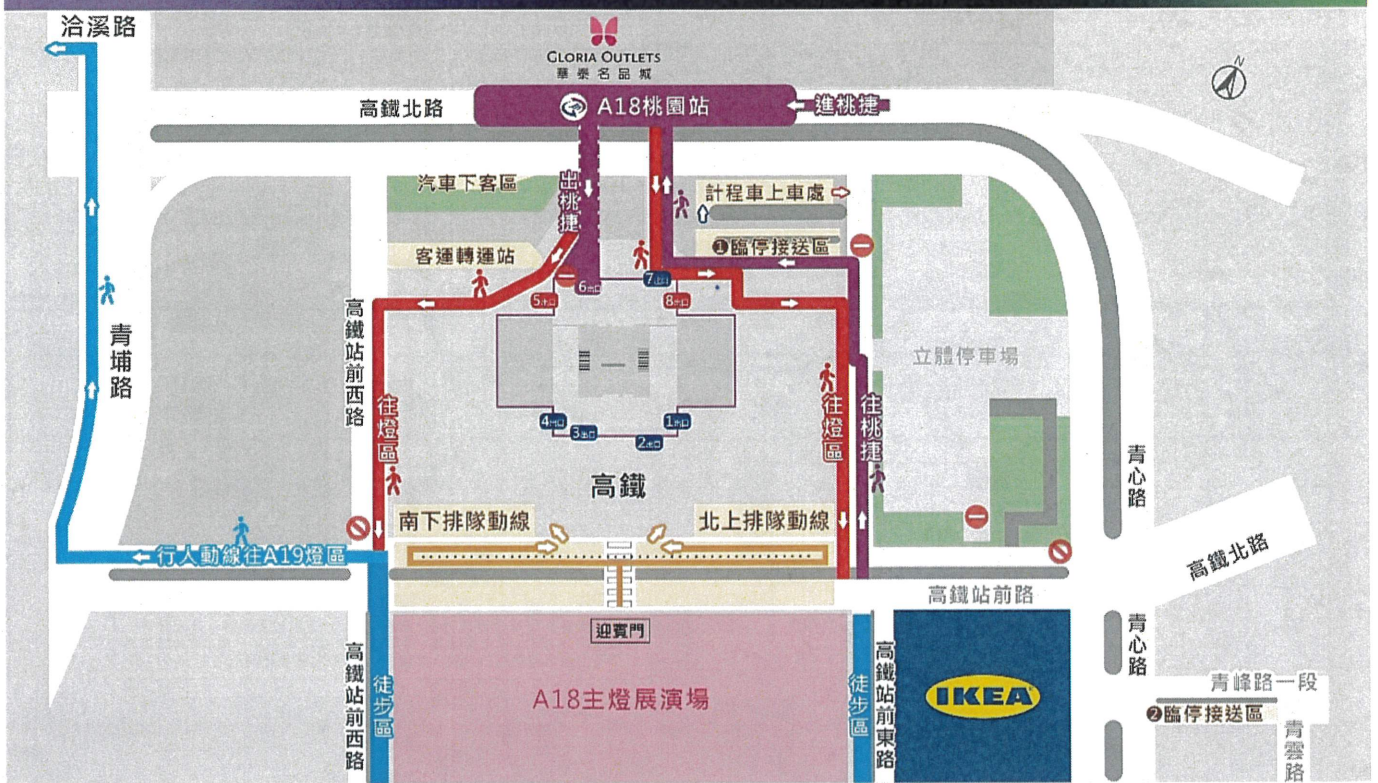 洽溪路
GLORIA OUTLETS
華泰名品城
N
高鐵北路
A18桃園站
進桃捷
汽車下客區
出桃捷
計程車上車處
❶臨停接送區
客運轉運站
5出口
6出口
7出口
8出口
青埔路
高鐵站前西路
立體停車場
往燈區
往燈區
往桃捷
4出口
3出口
2出口
1出口
高鐵
青心路
南下排隊動線
北上排隊動線
行人動線往A19燈區
高鐵北路
高鐵站前路
迎賓門
高鐵站前西路
徒步區
A18主燈展演場
徒步區
高鐵站前東路
IKEA
青心路
青峰路一段
❷臨停接送區
青雲路